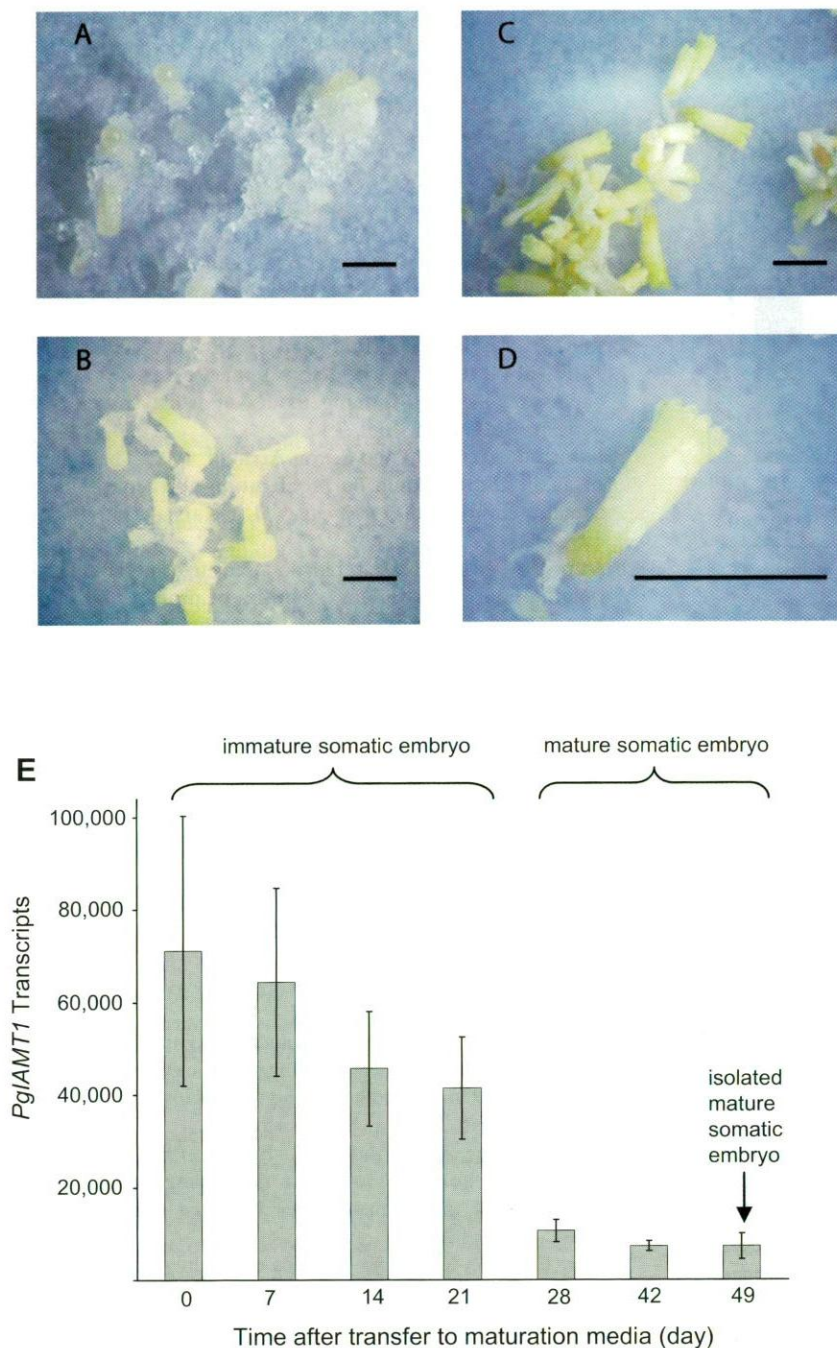 A
C
B
D
E
immature somatic embryo
mature somatic embryo
100,000
80,000
60,000
40,000
20,000
PglAMT1 Transcripts
isolated
mature
somatic
embryo
0 7 14 21 28 42 49
Time after transfer to maturation media (day)